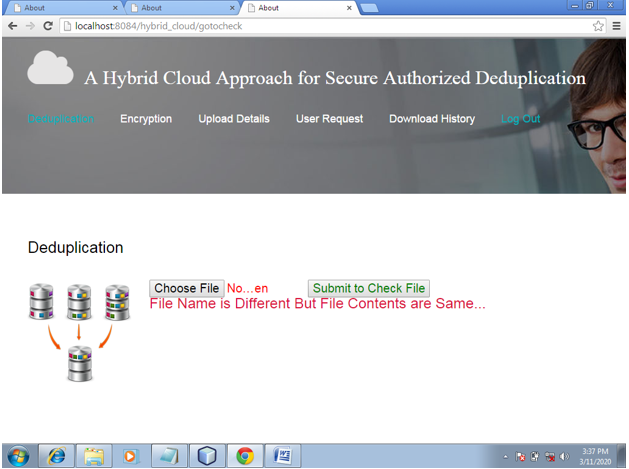 About
About
About
localhost:8084/hybrid_cloud/gotocheck
A Hybrid Cloud Approach for Secure Authorized Deduplication
Deduplication Encryption Upload Details User Request Download History Log Out
Deduplication
Choose File No...en Submit to Check File
File Name is Different But File Contents are Same...
3:37 PM
3/11/2020